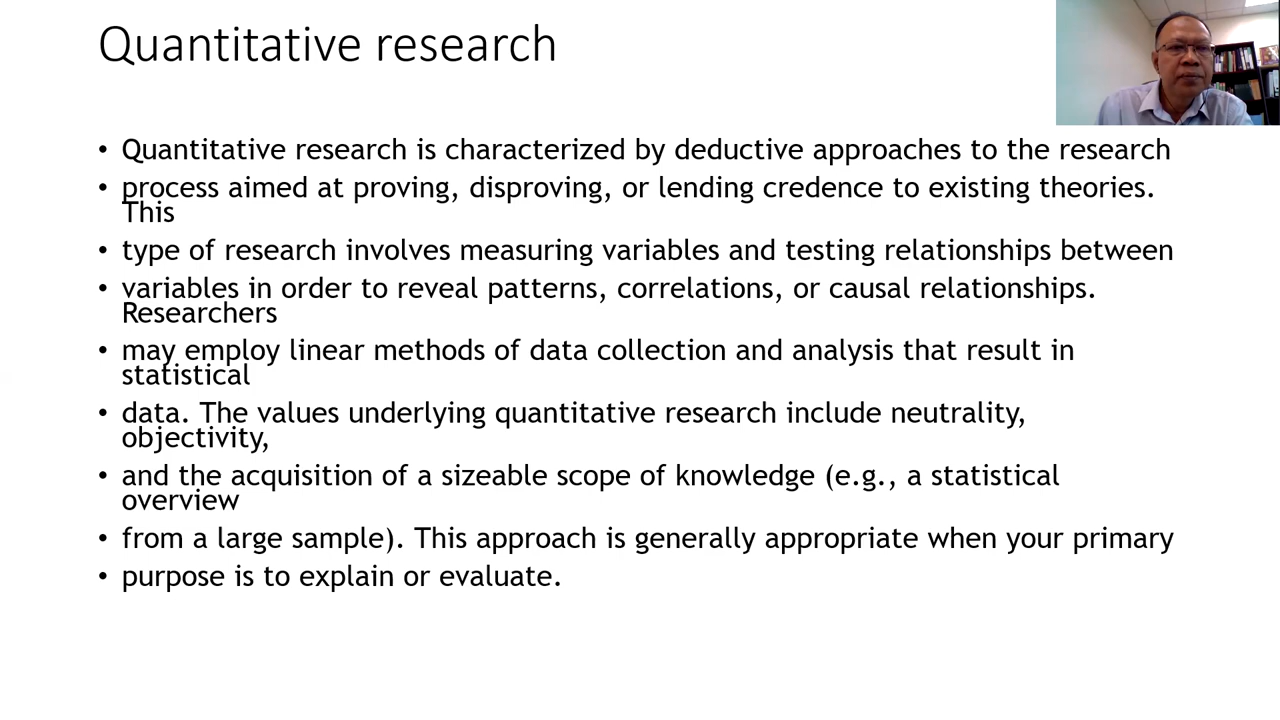 Quantitative research
• Quantitative research is characterized by deductive approaches to the research
• process aimed at proving, disproving, or lending credence to existing theories.
This
• type of research involves measuring variables and testing relationships between
• variables in order to reveal patterns, correlations, or causal relationships.
Researchers
• may employ linear methods of data collection and analysis that result in
statistical
• data. The values underlying quantitative research include neutrality,
objectivity,
• and the acquisition of a sizeable scope of knowledge (e.g., a statistical
overview
• from a large sample). This approach is generally appropriate when your primary
• purpose is to explain or evaluate.